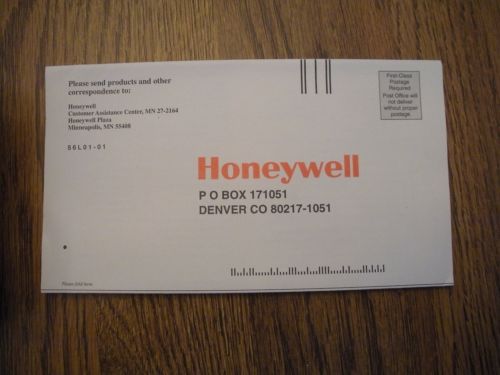 Please send products and other
correspondence to:
Honeywell
Customer Assistance Center, MN 27-2164
Honeywell Plaza
Minneapolis, MN 55408
S6L01-01
First-Class
Postage
Required
Post Office will
not deliver
without proper
postage.
Honeywell
P O BOX 171051
DENVER CO 80217-1051
Please fold here.